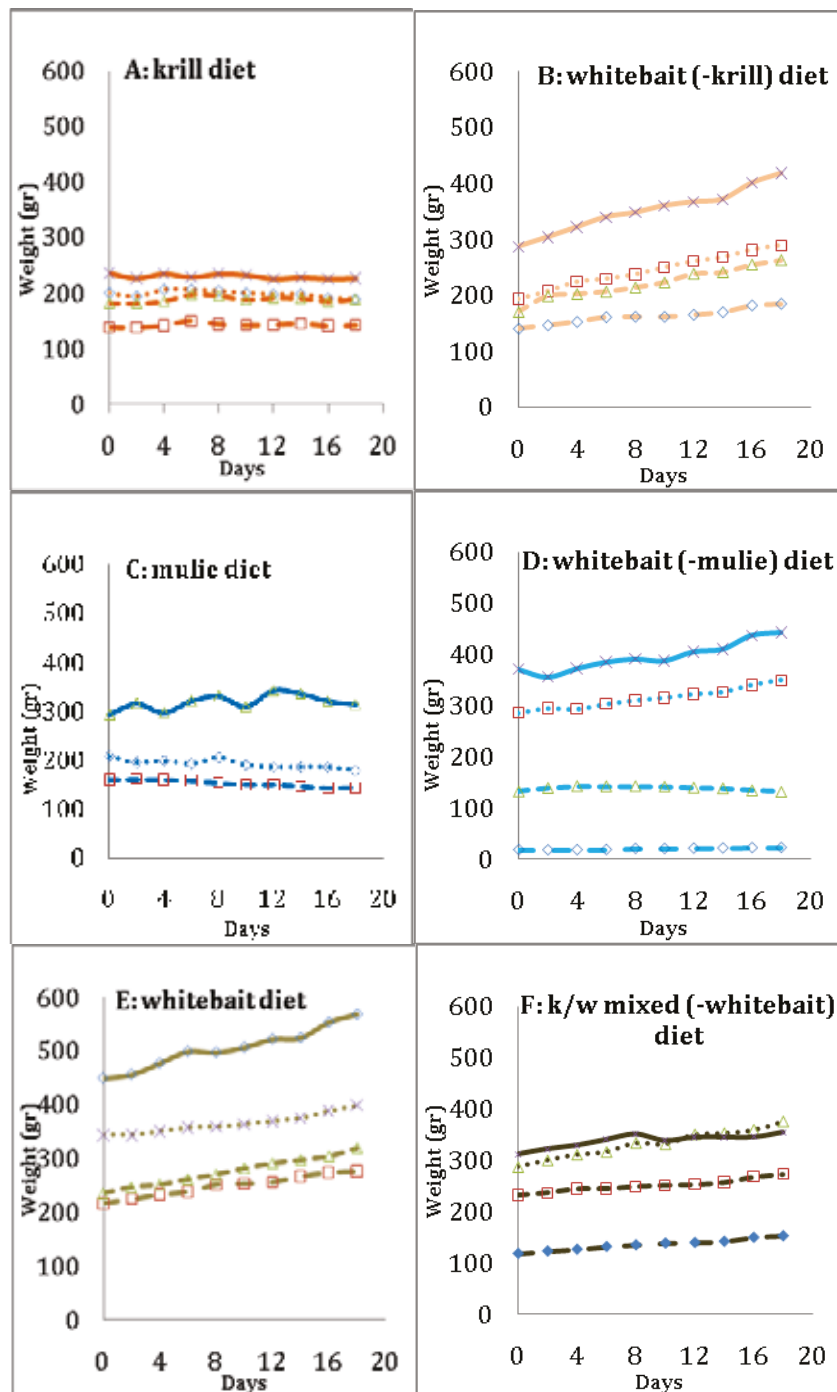 A: krill diet
600
500
400
300
200
100
0
Weight (gr)
0 4 8 12 16 20
Days
B: whitebait (-krill) diet
600
500
400
300
200
100
0
Weight (gr)
0 4 8 12 16 20
Days
C: mulie diet
600
500
400
300
200
100
0
Weight (gr)
0 4 8 12 16 20
Days
D: whitebait (-mulie) diet
600
500
400
300
200
100
0
Weight (gr)
0 4 8 12 16 20
Days
E: whitebait diet
600
500
400
300
200
100
0
Weight (gr)
0 4 8 12 16 20
Days
F: k/w mixed (-whitebait)
diet
600
500
400
300
200
100
0
Weight (gr)
0 4 8 12 16 20
Days